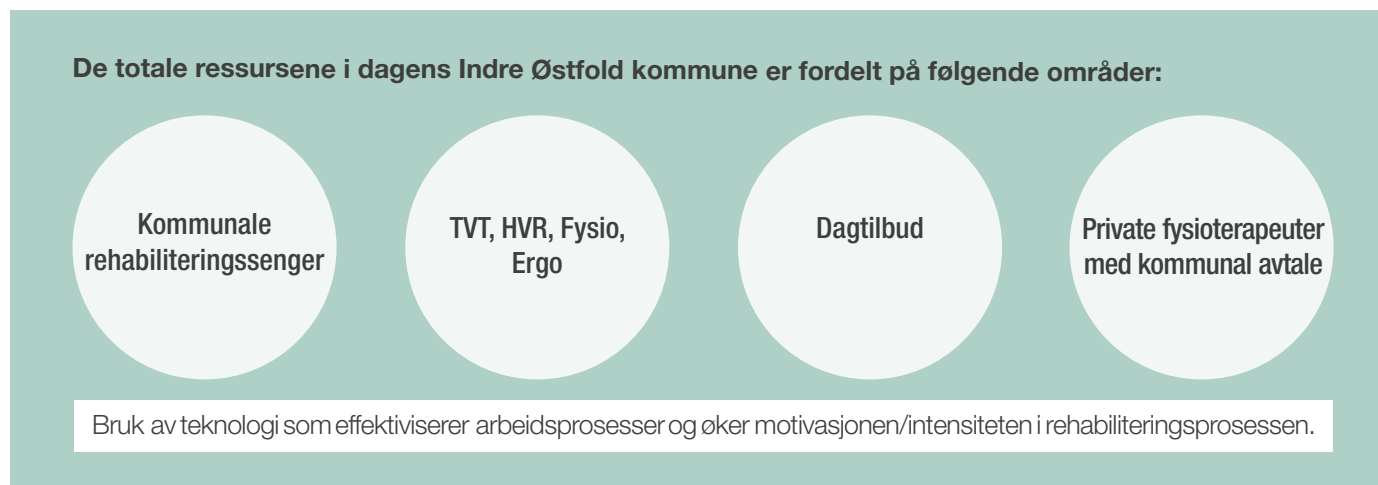 De totale ressursene i dagens Indre Østfold kommune er fordelt på følgende områder:
Kommunale
rehabiliteringssenger
TVT, HVR, Fysio,
Ergo
Dagtilbud
Private fysioterapeuter
med kommunal avtale
Bruk av teknologi som effektiviserer arbeidsprosesser og øker motivasjonen/intensiteten i rehabiliteringsprosessen.